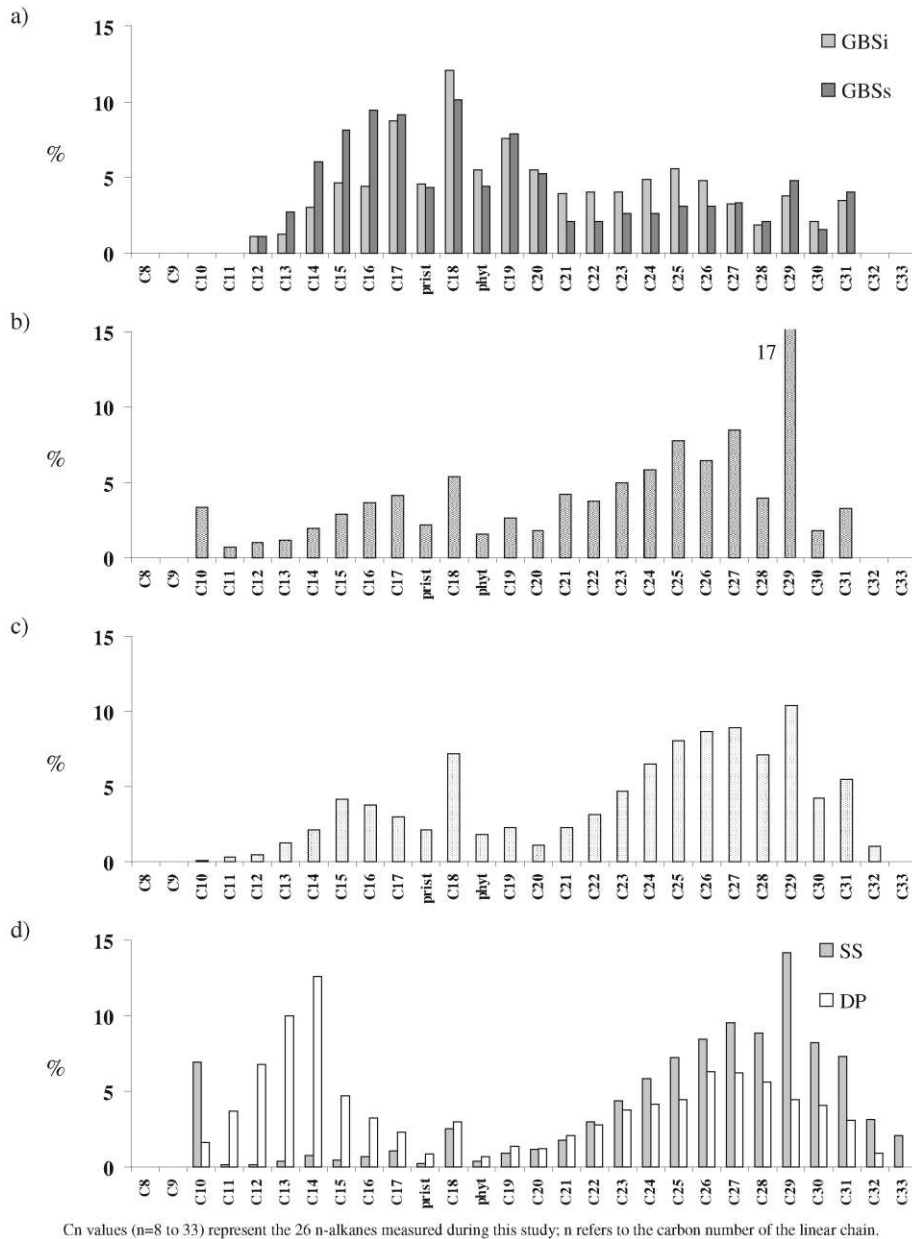 a)
15
10
%
5
0
GBSi
GBSs
C8 C9 C10 C11 C12 C13 C14 C15 C16 C17 prist C18 phyt C19 C20 C21 C22 C23 C24 C25 C26 C27 C28 C29 C30 C31 C32 C33
b)
15
17
10
%
5
0
C8 C9 C10 C11 C12 C13 C14 C15 C16 C17 prist C18 phyt C19 C20 C21 C22 C23 C24 C25 C26 C27 C28 C29 C30 C31 C32 C33
c)
15
10
%
5
0
C8 C9 C10 C11 C12 C13 C14 C15 C16 C17 prist C18 phyt C19 C20 C21 C22 C23 C24 C25 C26 C27 C28 C29 C30 C31 C32 C33
d)
15
10
%
5
0
SS
DP
C8 C9 C10 C11 C12 C13 C14 C15 C16 C17 prist C18 phyt C19 C20 C21 C22 C23 C24 C25 C26 C27 C28 C29 C30 C31 C32 C33
Cn values (n=8 to 33) represent the 26 n-alkanes measured during this study; n refers to the carbon number of the linear chain.